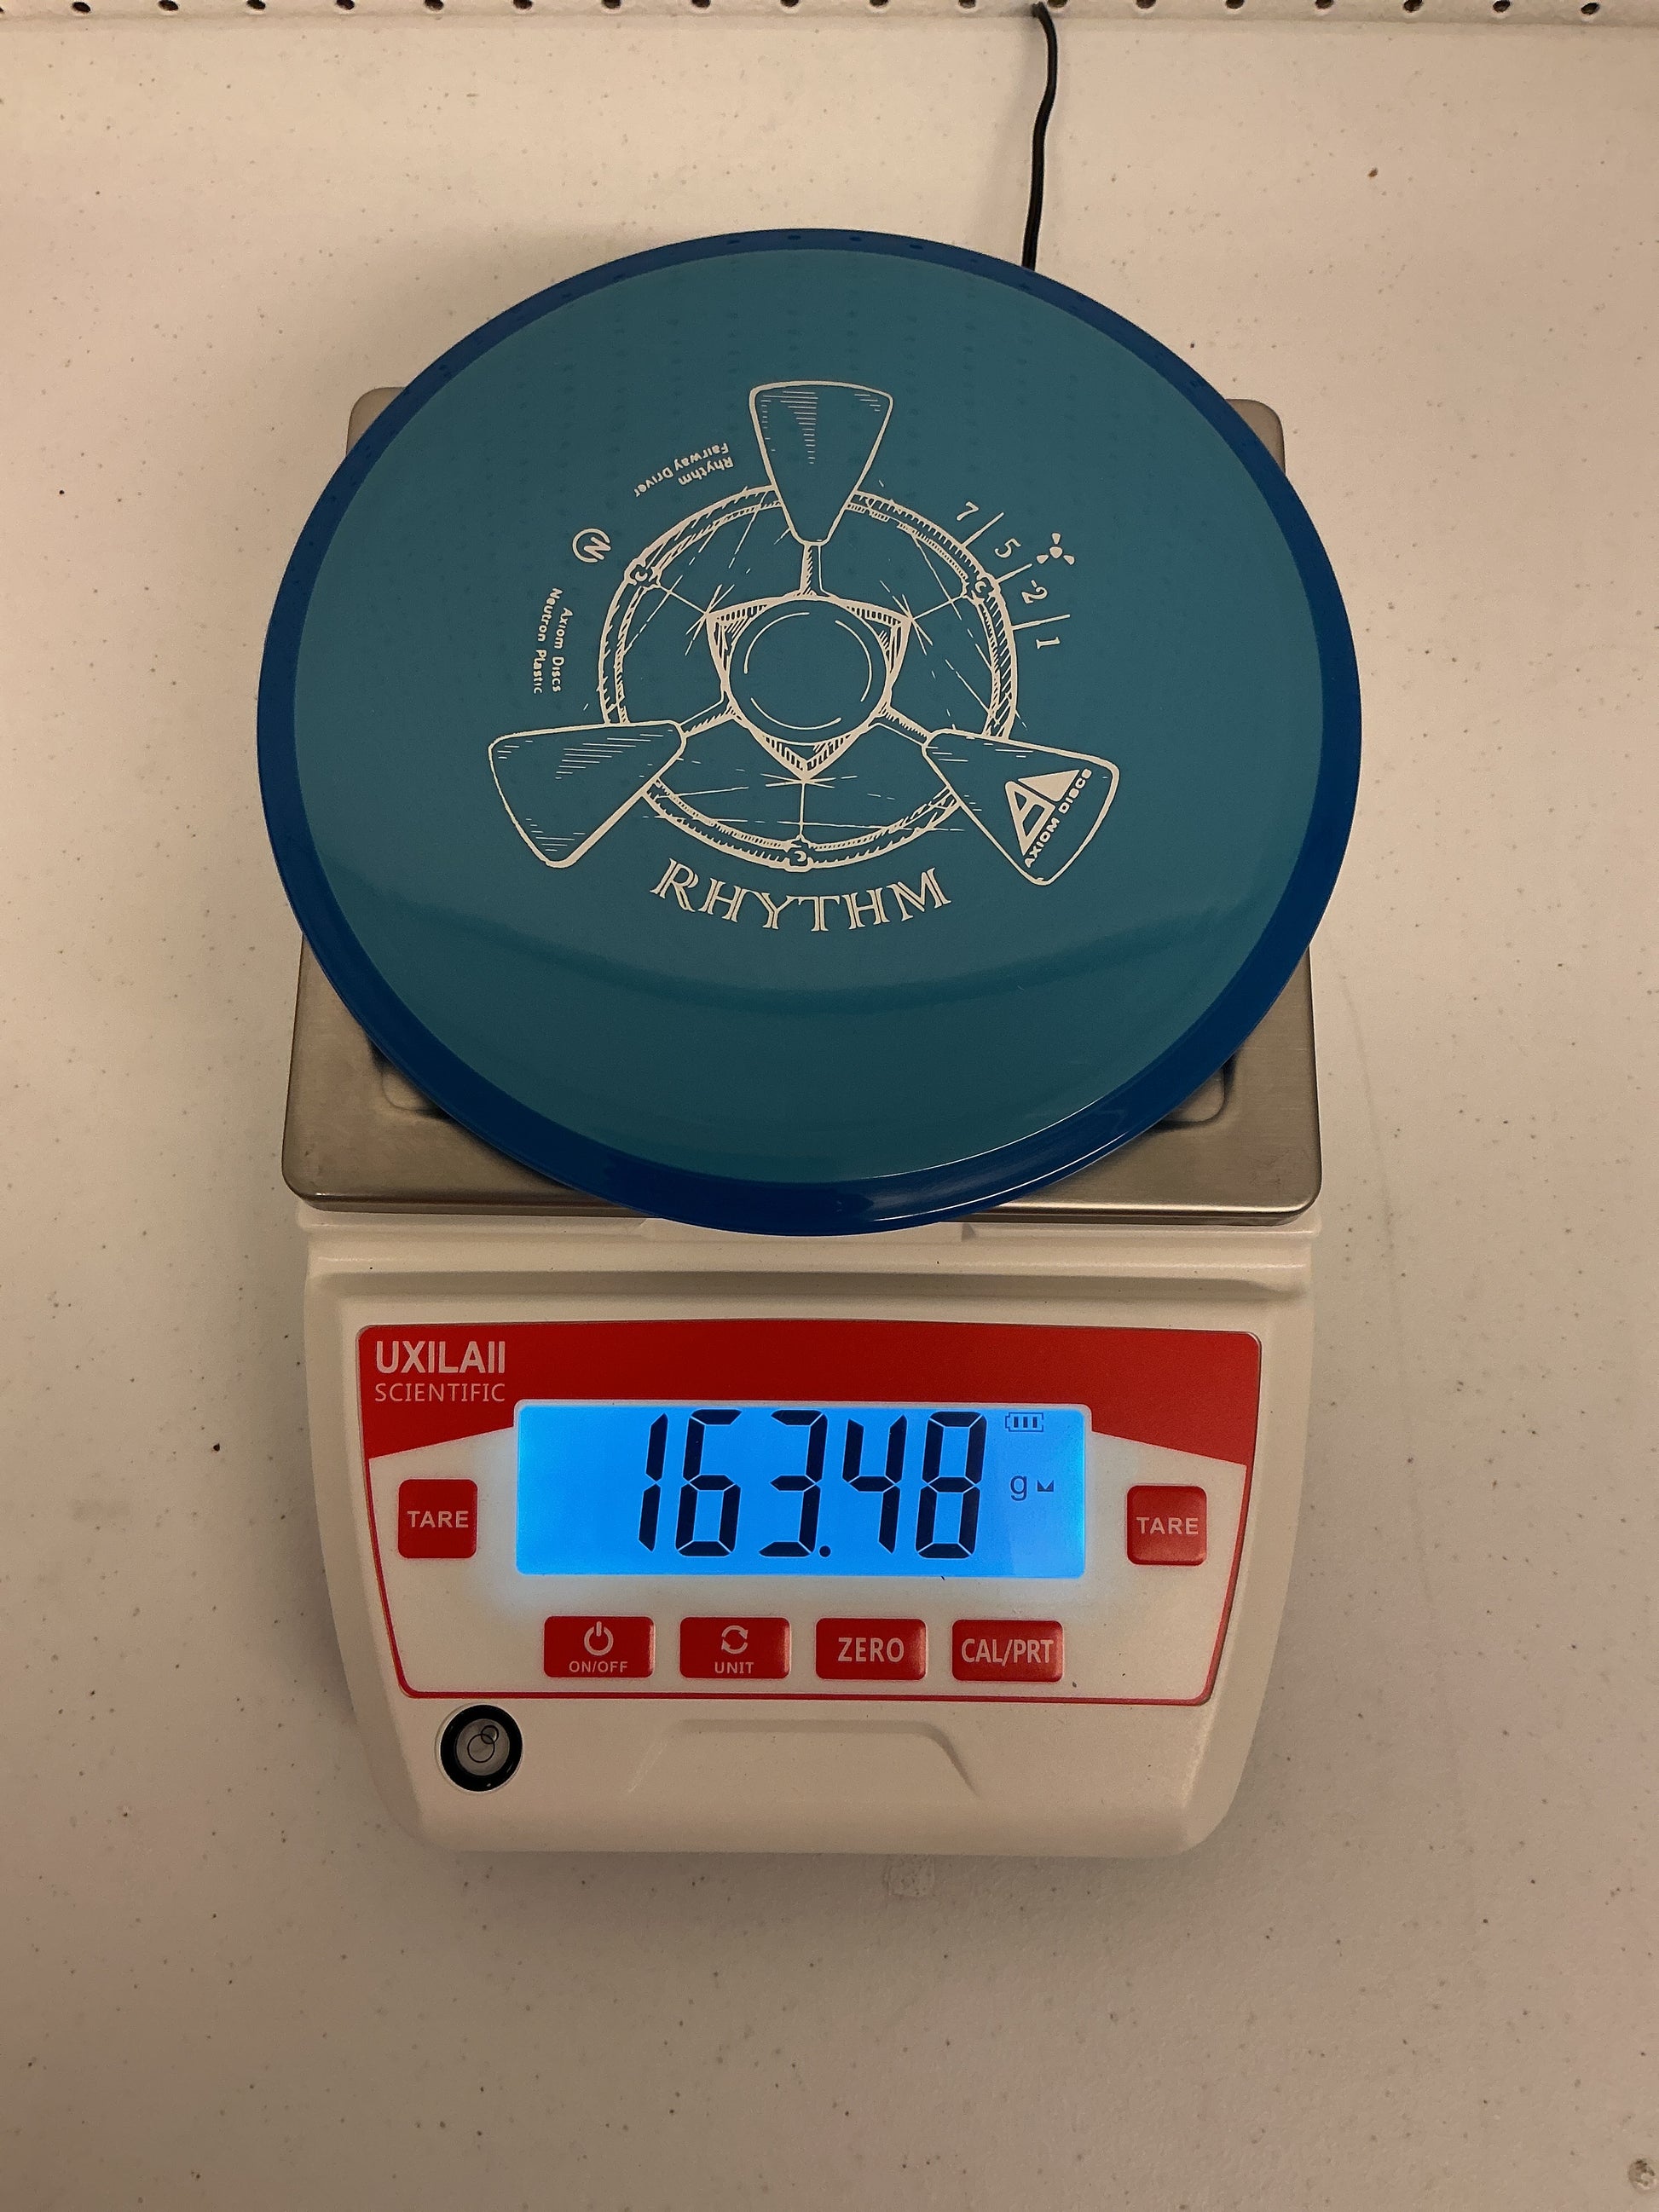 Rhythm
Fairway Driver
7
5
-2
1
Axiom Discs
Neutron Plastic
AXIOM DISCS
RHYTHM
UXILAII
SCIENTIFIC
163.48
g
TARE
TARE
ON/OFF
UNIT
ZERO
CAL/PRT